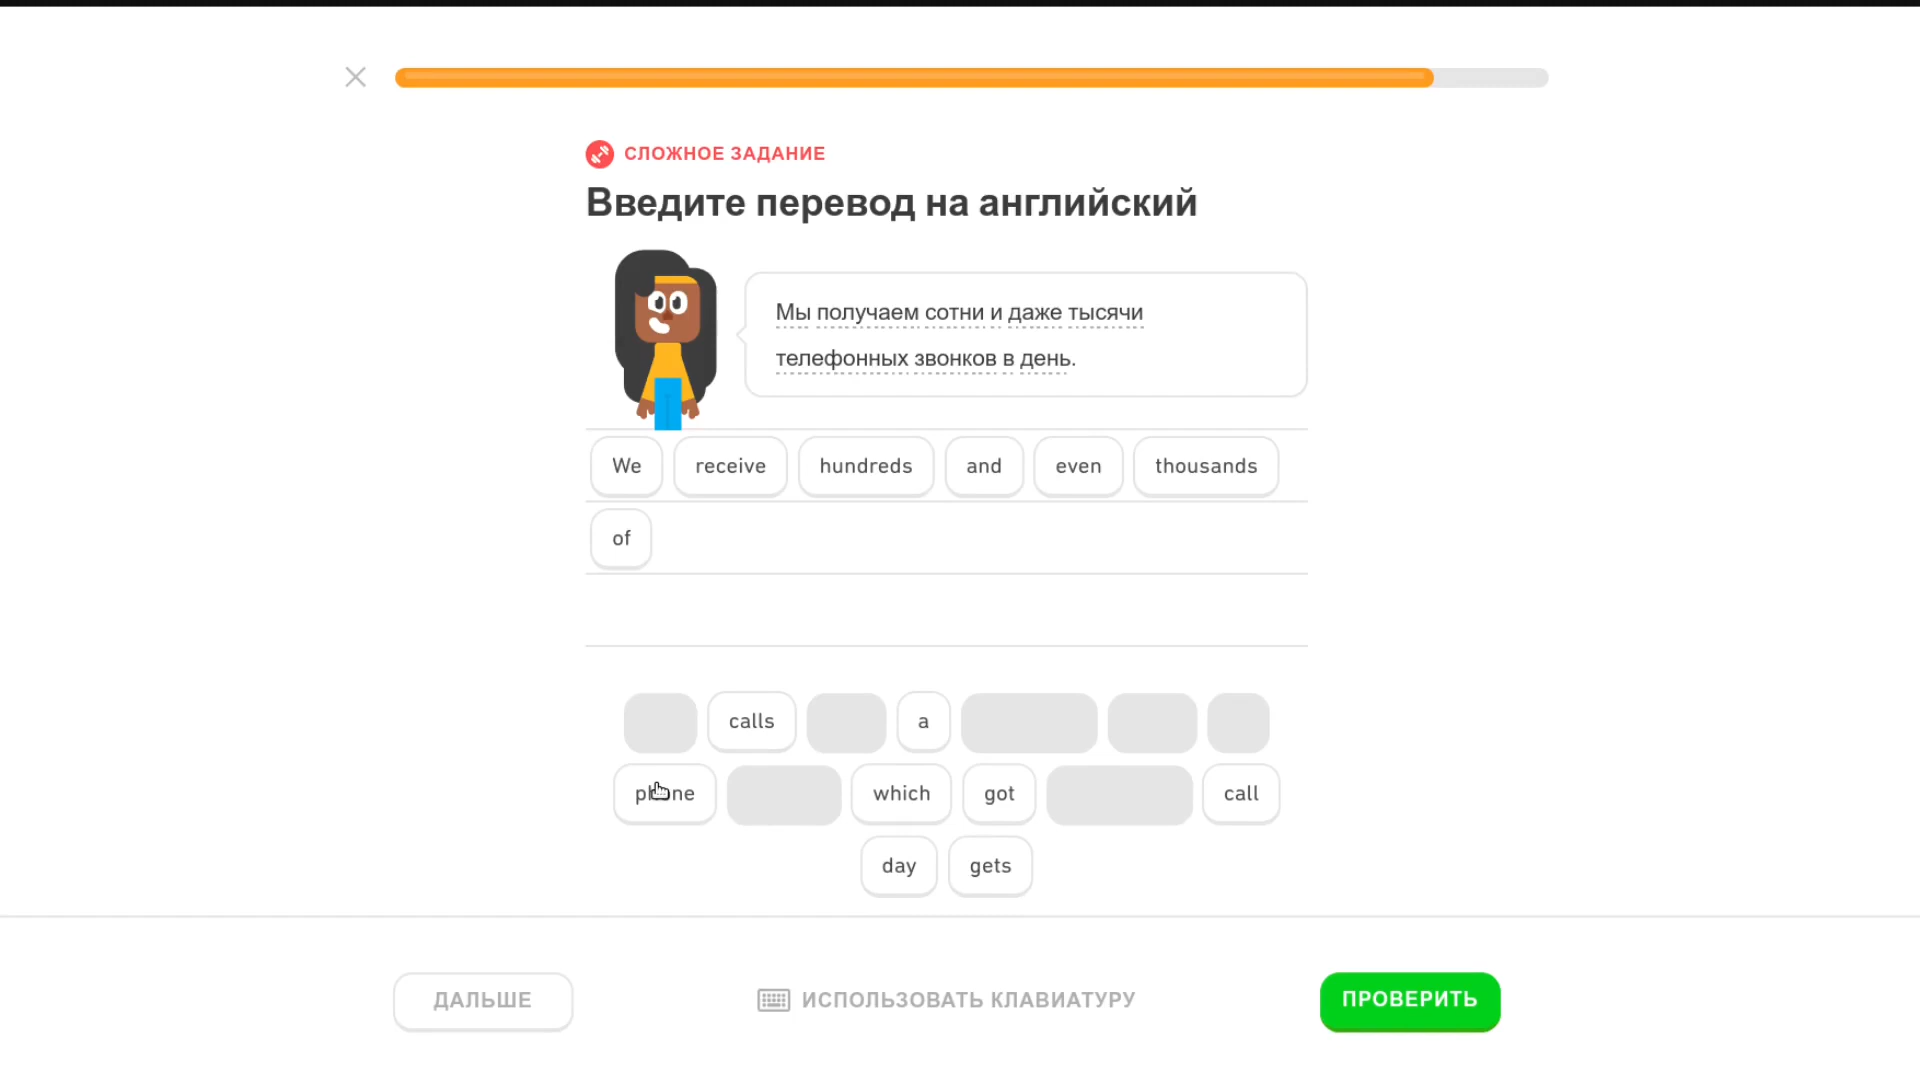 СЛОЖНОЕ ЗАДАНИЕ
Введите перевод на английский
Мы получаем сотни и даже тысячи
телефонных звонков в день.
We receive hundreds and even thousands
of
calls a
phone which got call
day gets
ДАЛЬШЕ ИСПОЛЬЗОВАТЬ КЛАВИАТУРУ ПРОВЕРИТЬ